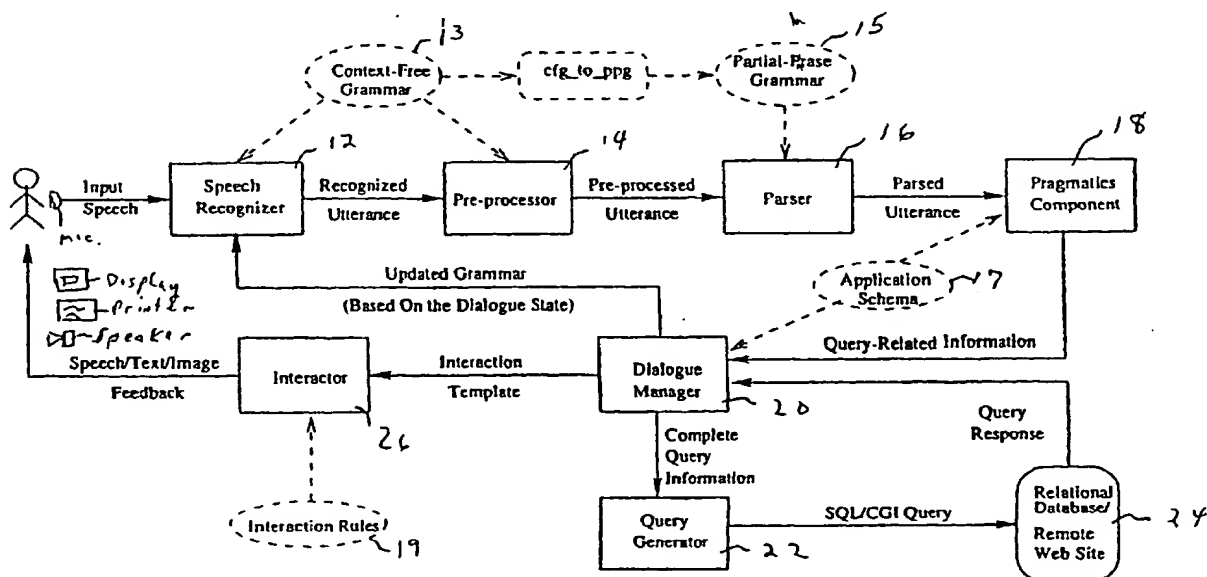 13
h
15
Context-Free
Grammar
cfg_to_ppg
Partial-Prase
Grammar
12
14
16
18
Input
Speech
Speech
Recognizer
Recognized
Utterance
Pre-processor
Pre-processed
Utterance
Parser
Parsed
Utterance
Pragmatics
Component
mic.
Display
Printer
Speaker
Updated Grammar
(Based On the Dialogue State)
Application
Schema
17
Query-Related Information
Speech/Text/Image
Feedback
Interactor
26
Interaction
Template
Dialogue
Manager
20
Query
Response
Complete
Query
Information
Interaction Rules
19
Query
Generator
22
SQL/CGI Query
Relational
Database/
Remote
Web Site
24